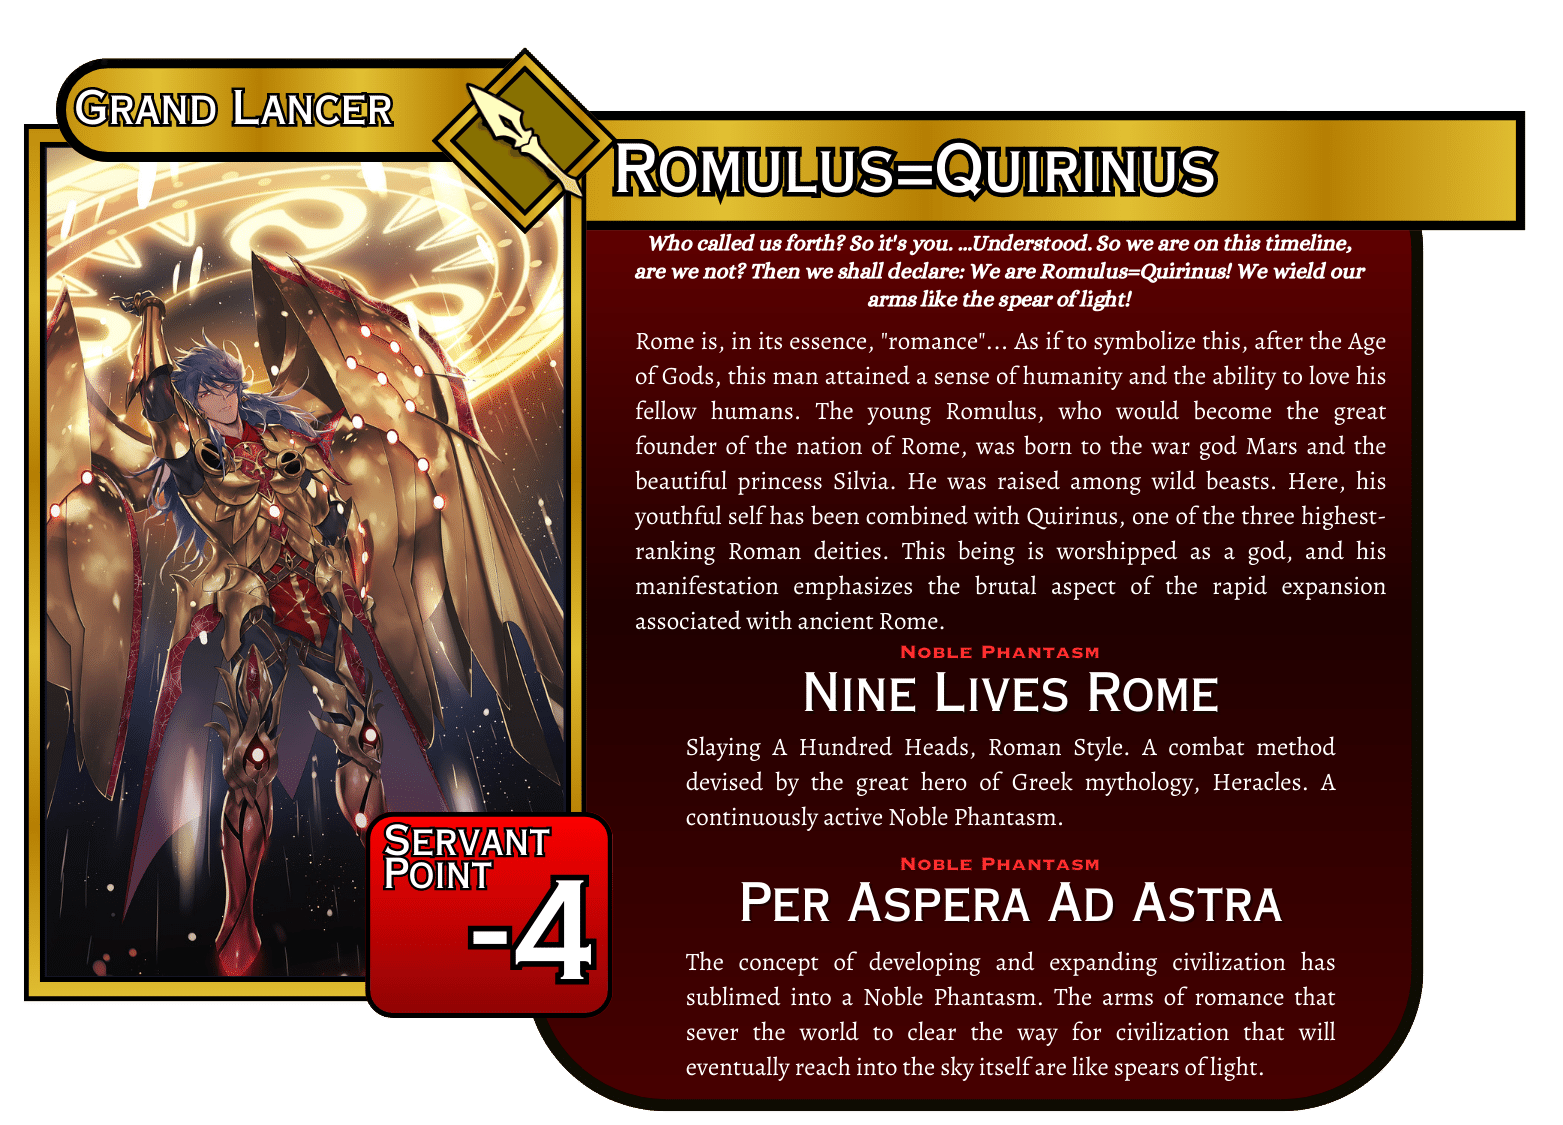 Grand Lancer
Romulus=Quirinus
Who called us forth? So it's you. ...Understood. So we are on this timeline,
are we not? Then we shall declare: We are Romulus=Quirinus! We wield our
arms like the spear of light!
Rome is, in its essence, "romance"... As if to symbolize this, after the Age
of Gods, this man attained a sense of humanity and the ability to love his
fellow humans. The young Romulus, who would become the great
founder of the nation of Rome, was born to the war god Mars and the
beautiful princess Silvia. He was raised among wild beasts. Here, his
youthful self has been combined with Quirinus, one of the three highest-
ranking Roman deities. This being is worshipped as a god, and his
manifestation emphasizes the brutal aspect of the rapid expansion
associated with ancient Rome.
Noble Phantasm
Nine Lives Rome
Slaying A Hundred Heads, Roman Style. A combat method
devised by the great hero of Greek mythology, Heracles. A
continuously active Noble Phantasm.
Noble Phantasm
Per Aspera Ad Astra
The concept of developing and expanding civilization has
sublimed into a Noble Phantasm. The arms of romance that
sever the world to clear the way for civilization that will
eventually reach into the sky itself are like spears of light.
Servant
Point
-4